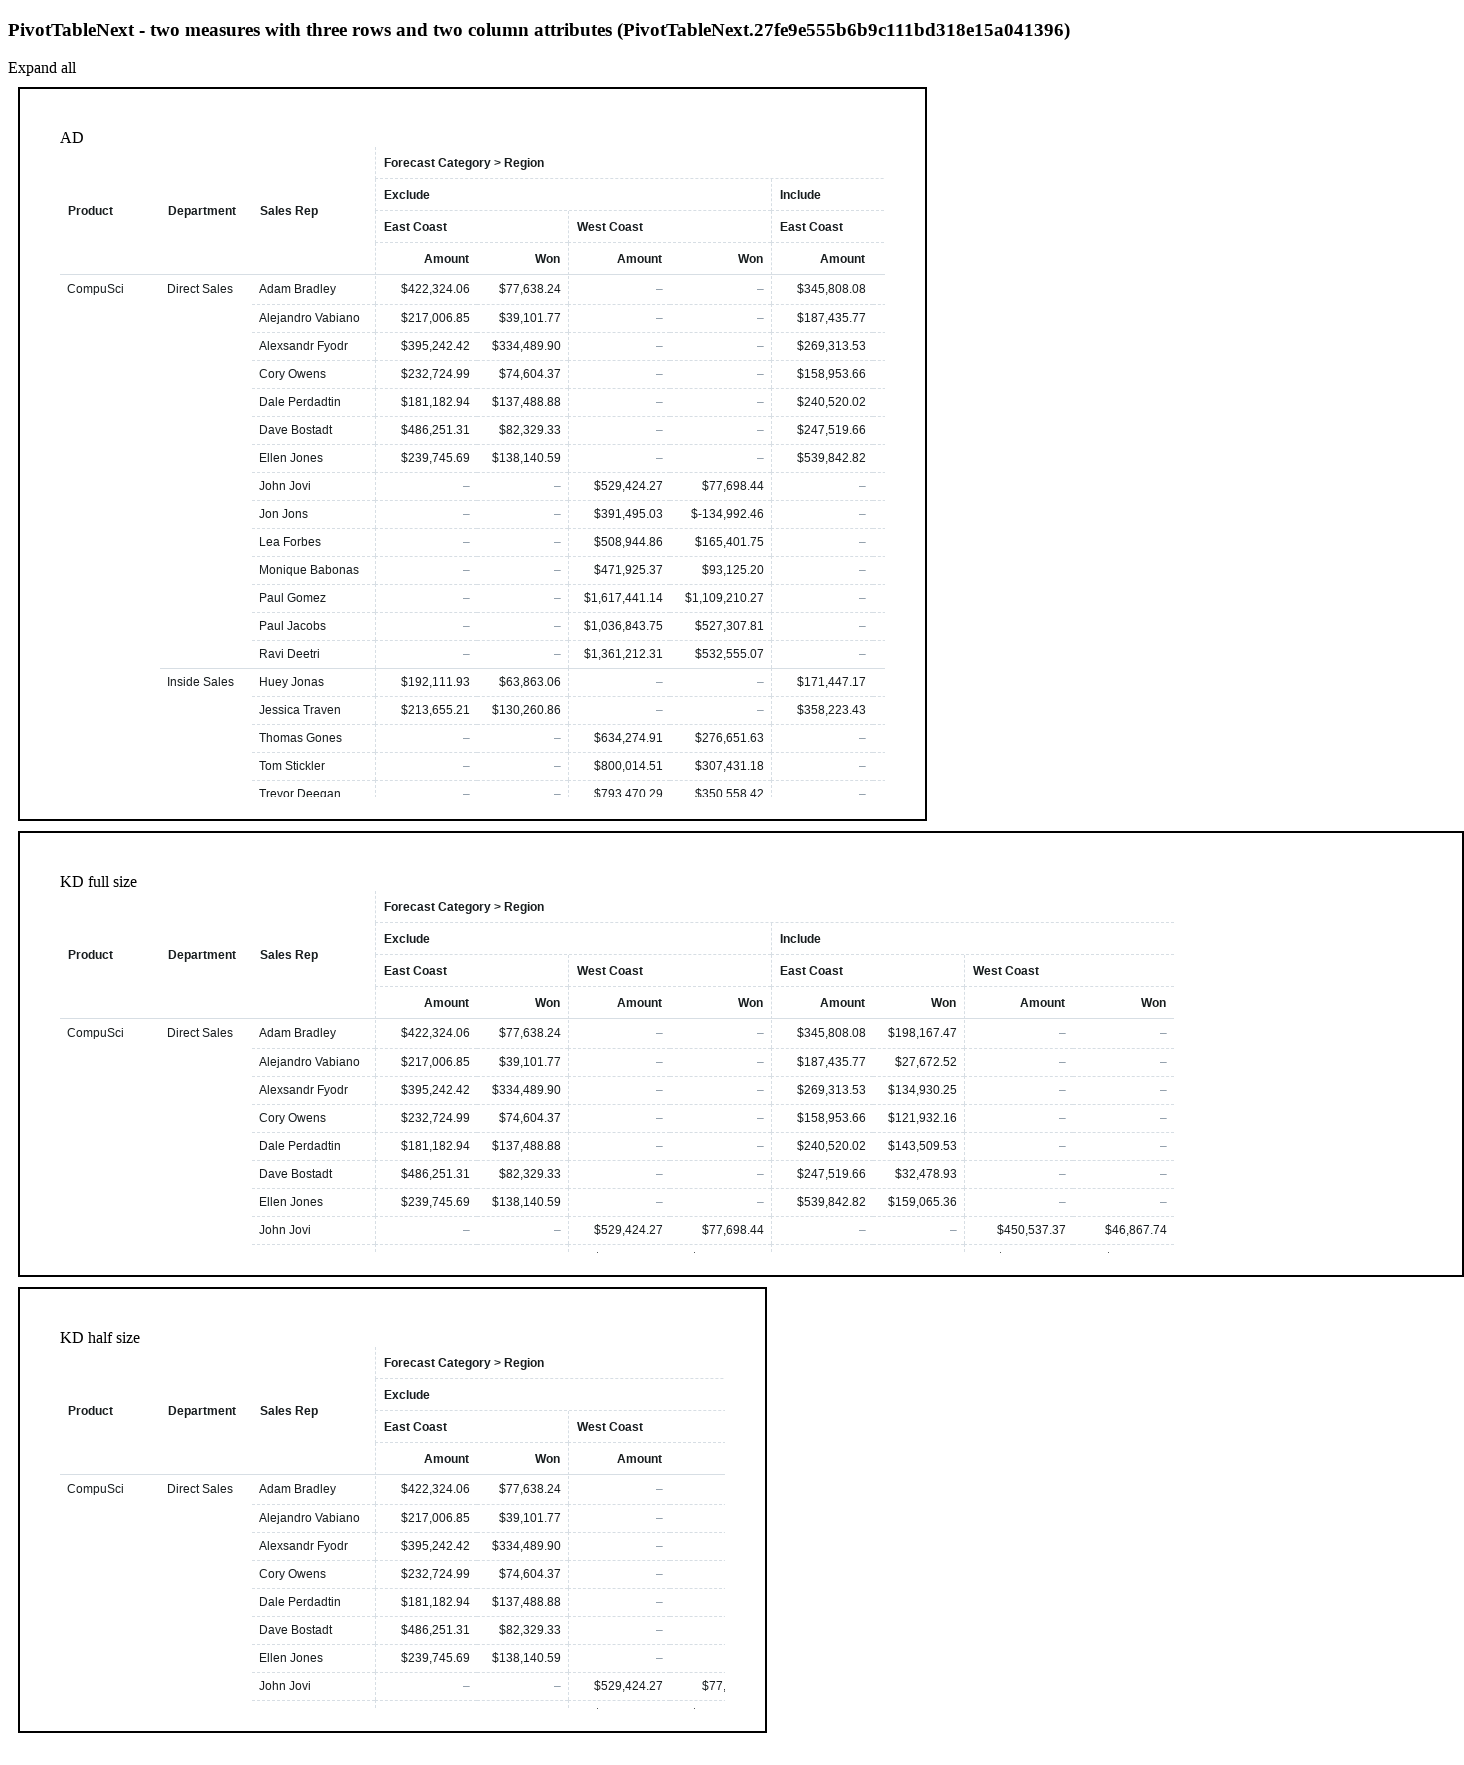 PivotTableNext - two measures with three rows and two column attributes (PivotTableNext.27fe9e555b6b9c111bd318e15a041396)
Expand all
AD
Forecast Category > Region
Exclude Include
Product Department Sales Rep
East Coast West Coast East Coast
Amount Won Amount Won Amount
CompuSci Direct Sales Adam Bradley $422,324.06 $77,638.24 – – $345,808.08
Alejandro Vabiano $217,006.85 $39,101.77 – – $187,435.77
Alexsandr Fyodr $395,242.42 $334,489.90 – – $269,313.53
Cory Owens $232,724.99 $74,604.37 – – $158,953.66
Dale Perdadtin $181,182.94 $137,488.88 – – $240,520.02
Dave Bostadt $486,251.31 $82,329.33 – – $247,519.66
Ellen Jones $239,745.69 $138,140.59 – – $539,842.82
John Jovi – – $529,424.27 $77,698.44 –
Jon Jons – – $391,495.03 $-134,992.46 –
Lea Forbes – – $508,944.86 $165,401.75 –
Monique Babonas – – $471,925.37 $93,125.20 –
Paul Gomez – – $1,617,441.14 $1,109,210.27 –
Paul Jacobs – – $1,036,843.75 $527,307.81 –
Ravi Deetri – – $1,361,212.31 $532,555.07 –
Inside Sales Huey Jonas $192,111.93 $63,863.06 – – $171,447.17
Jessica Traven $213,655.21 $130,260.86 – – $358,223.43
Thomas Gones – – $634,274.91 $276,651.63 –
Tom Stickler – – $800,014.51 $307,431.18 –
Trevor Deegan – – $793,470.29 $350,558.42 –
KD full size
Forecast Category > Region
Exclude Include
Product Department Sales Rep
East Coast West Coast East Coast West Coast
Amount Won Amount Won Amount Won Amount Won
CompuSci Direct Sales Adam Bradley $422,324.06 $77,638.24 – – $345,808.08 $198,167.47 – –
Alejandro Vabiano $217,006.85 $39,101.77 – – $187,435.77 $27,672.52 – –
Alexsandr Fyodr $395,242.42 $334,489.90 – – $269,313.53 $134,930.25 – –
Cory Owens $232,724.99 $74,604.37 – – $158,953.66 $121,932.16 – –
Dale Perdadtin $181,182.94 $137,488.88 – – $240,520.02 $143,509.53 – –
Dave Bostadt $486,251.31 $82,329.33 – – $247,519.66 $32,478.93 – –
Ellen Jones $239,745.69 $138,140.59 – – $539,842.82 $159,065.36 – –
John Jovi – – $529,424.27 $77,698.44 – – $450,537.37 $46,867.74
KD half size
Forecast Category > Region
Exclude
Product Department Sales Rep
East Coast West Coast
Amount Won Amount
CompuSci Direct Sales Adam Bradley $422,324.06 $77,638.24 –
Alejandro Vabiano $217,006.85 $39,101.77 –
Alexsandr Fyodr $395,242.42 $334,489.90 –
Cory Owens $232,724.99 $74,604.37 –
Dale Perdadtin $181,182.94 $137,488.88 –
Dave Bostadt $486,251.31 $82,329.33 –
Ellen Jones $239,745.69 $138,140.59 –
John Jovi – – $529,424.27 $77,